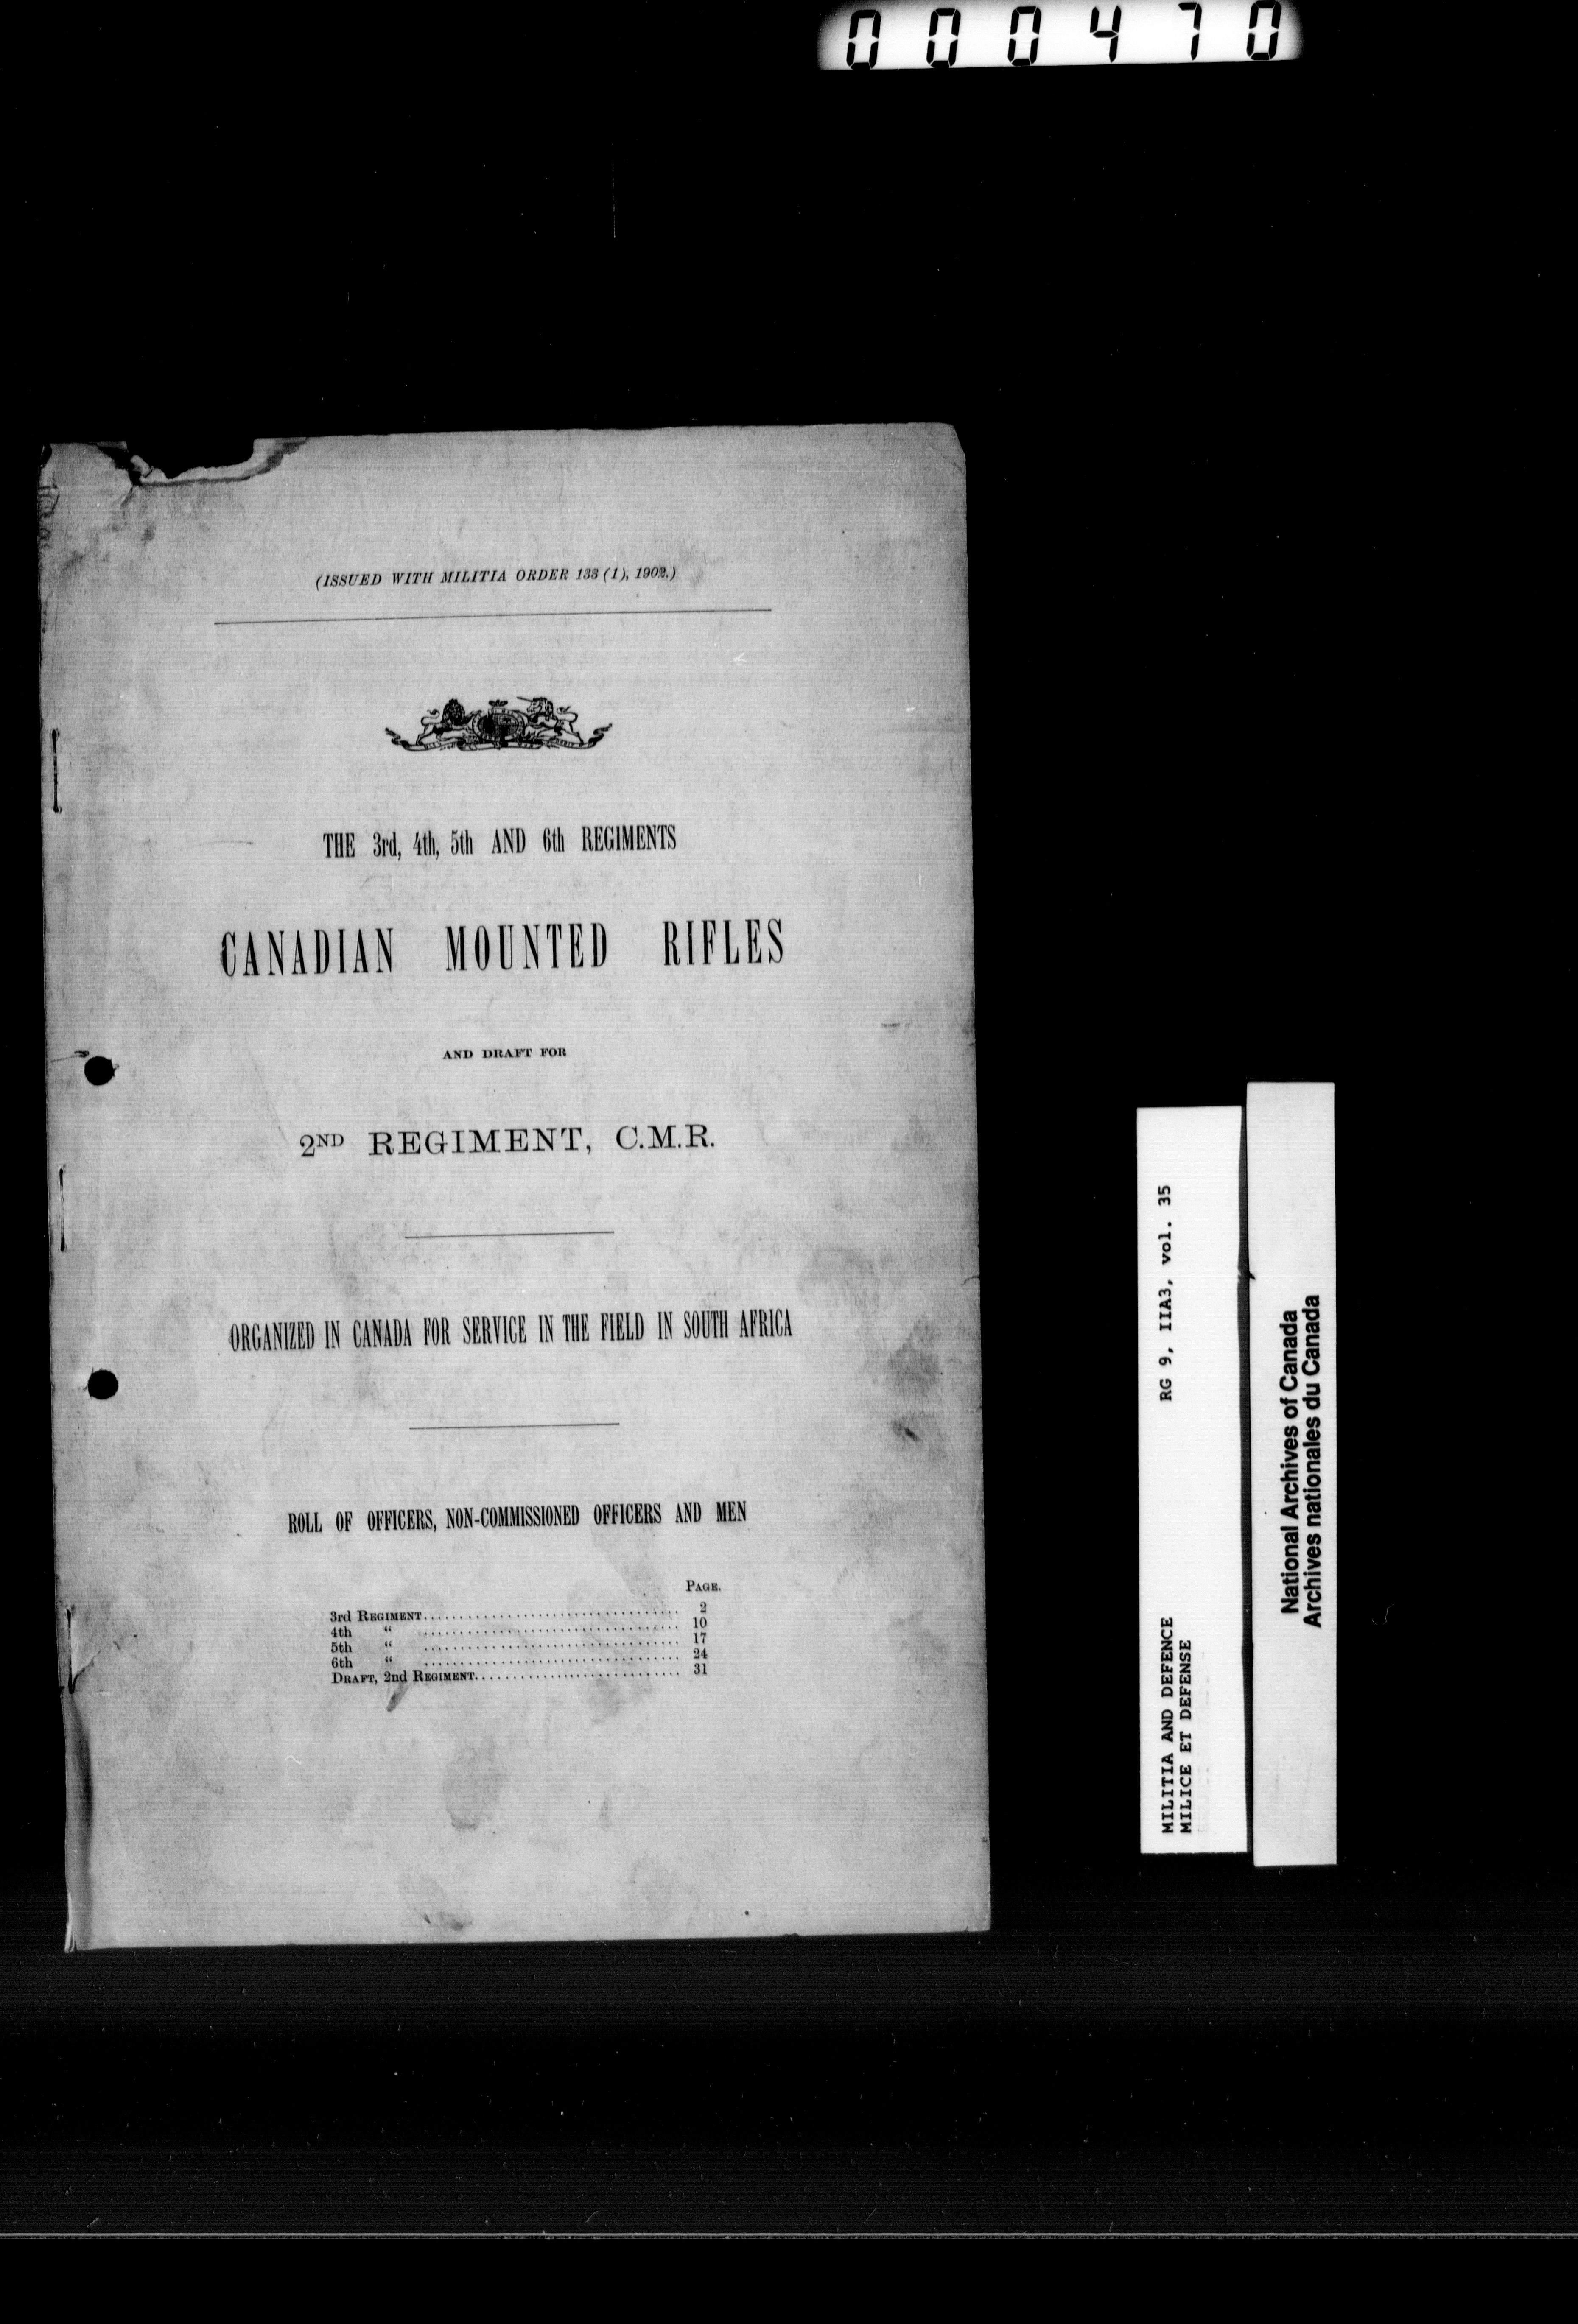 000470
(ISSUED WITH MILITIA ORDER 133 (1), 1902.)
THE 3rd, 4th, 5th AND 6th REGIMENTS
CANADIAN MOUNTED RIFLES
AND DRAFT FOR
2ND REGIMENT, C.M.R.
ORGANIZED IN CANADA FOR SERVICE IN THE FIELD IN SOUTH AFRICA
ROLL OF OFFICERS, NON-COMMISSIONED OFFICERS AND MEN
PAGE.
3rd REGIMENT.................................... 2
4th “ .................................... 10
5th “ .................................... 17
6th “ .................................... 24
DRAFT, 2nd REGIMENT............................. 31
MILITIA AND DEFENCE RG 9, IIA3, vol. 35
MILICE ET DEFENSE
National Archives of Canada
Archives nationales du Canada